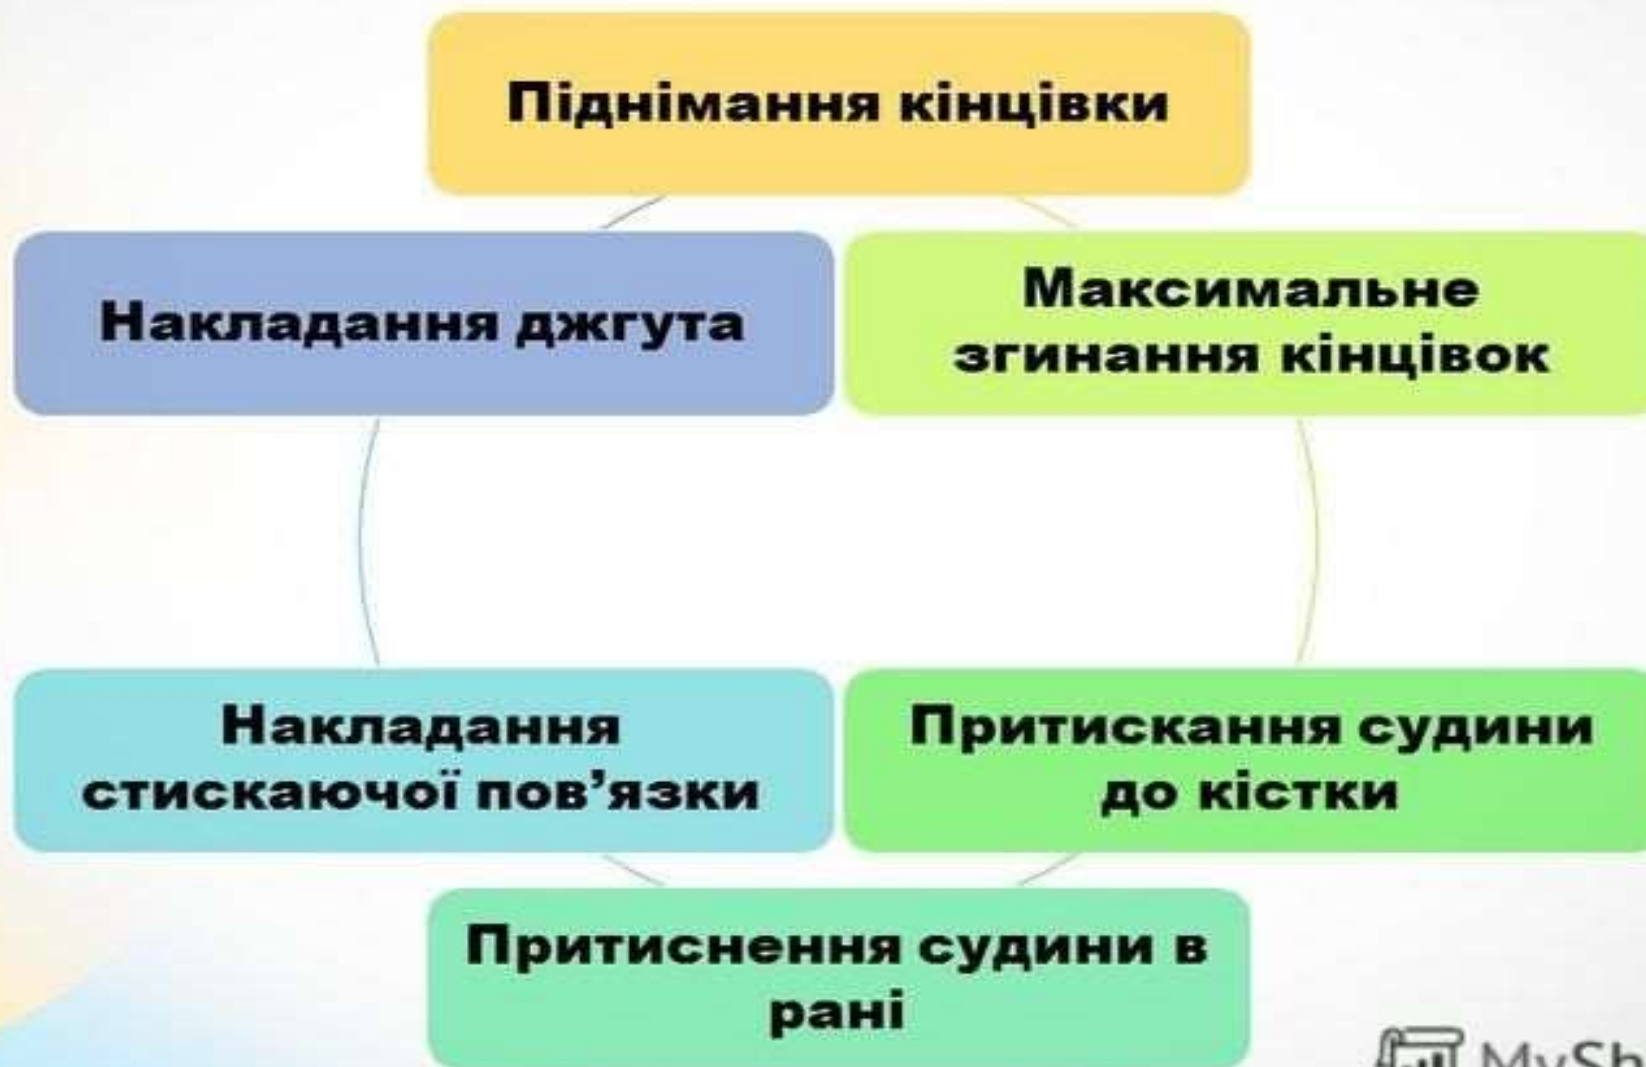 Піднімання кінцівки
Накладання джгута
Максимальне
згинання кінцівок
Накладання
стискаючої пов’язки
Притискання судини
до кістки
Притиснення судини в
рані